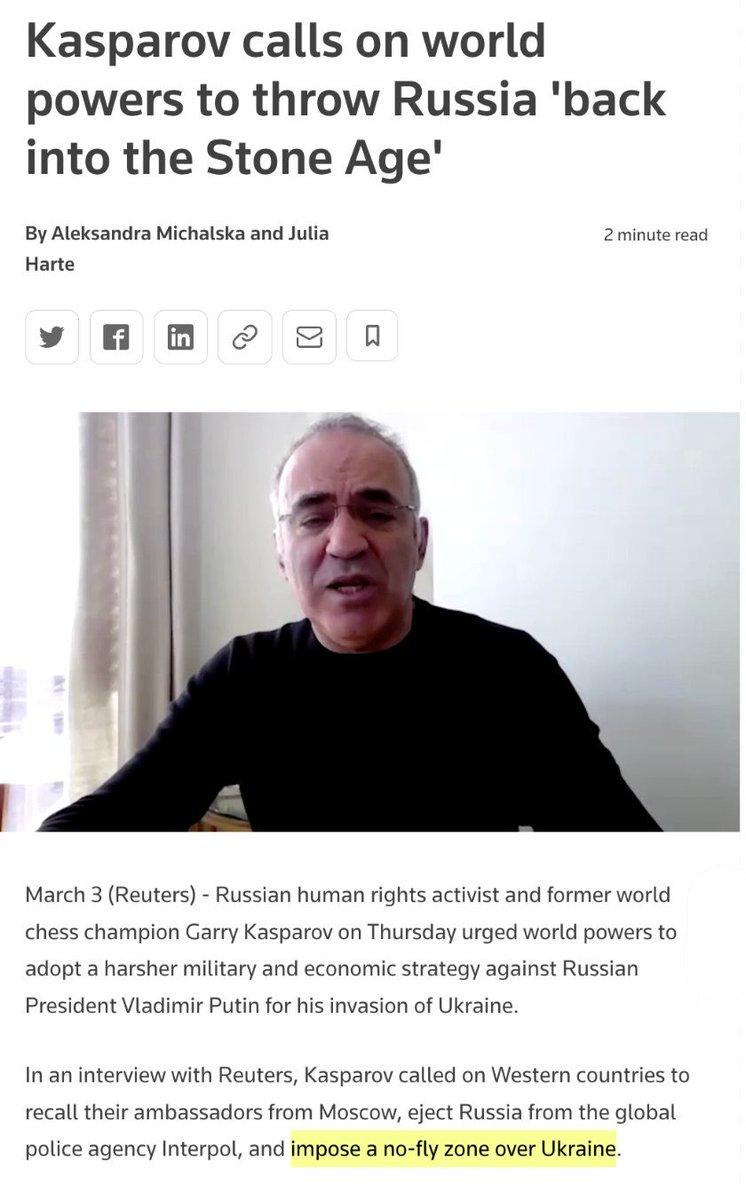 Kasparov calls on world
powers to throw Russia 'back
into the Stone Age'
By Aleksandra Michalska and Julia
Harte
2 minute read
March 3 (Reuters) - Russian human rights activist and former world
chess champion Garry Kasparov on Thursday urged world powers to
adopt a harsher military and economic strategy against Russian
President Vladimir Putin for his invasion of Ukraine.
In an interview with Reuters, Kasparov called on Western countries to
recall their ambassadors from Moscow, eject Russia from the global
police agency Interpol, and impose a no-fly zone over Ukraine.